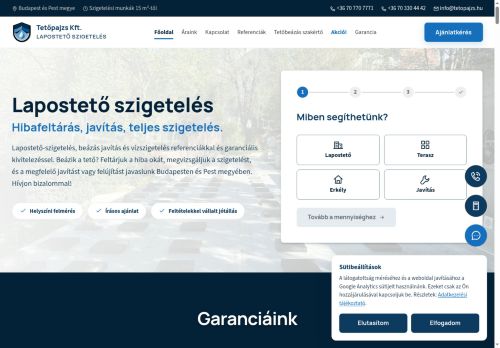 Budapest és Pest megye
Szigetelési munkák 15 m²-től
+36 70 770 7771
+36 70 330 44 42
info@tetopajzs.hu
Tetőpajzs Kft.
LAPOSTETŐ SZIGETELÉS
Főoldal
Áraink
Kapcsolat
Referenciák
Tetőbeázás szakértő
Akció!
Garancia
Ajánlatkérés
Lapostető szigetelés
Hibafeltárás, javítás, teljes szigetelés.
Lapostető-szigetelés, beázás javítás és vízszigetelés referenciákkal és garanciális
kivitelezéssel. Beázik a tető? Feltárjuk a hiba okát, megvizsgáljuk a szigetelést,
és a megfelelő javítást vagy felújítást javaslunk Budapesten és Pest megyében.
Hívjon bizalommal!
Helyszíni felmérés
Írásos ajánlat
Feltételekkel vállalt jótállás
1
2
3
Miben segíthetünk?
Lapostető
Terasz
Erkély
Javítás
Tovább a mennyiséghez →
Sütibeállítások
A látogatottság méréséhez és a weboldal javításához a
Google Analytics sütijeit használnánk. Ezeket csak az Ön
hozzájárulásával kapcsoljuk be. Részletek: Adatkezelési
tájékoztató.
Elutasítom
Elfogadom
Garanciáink